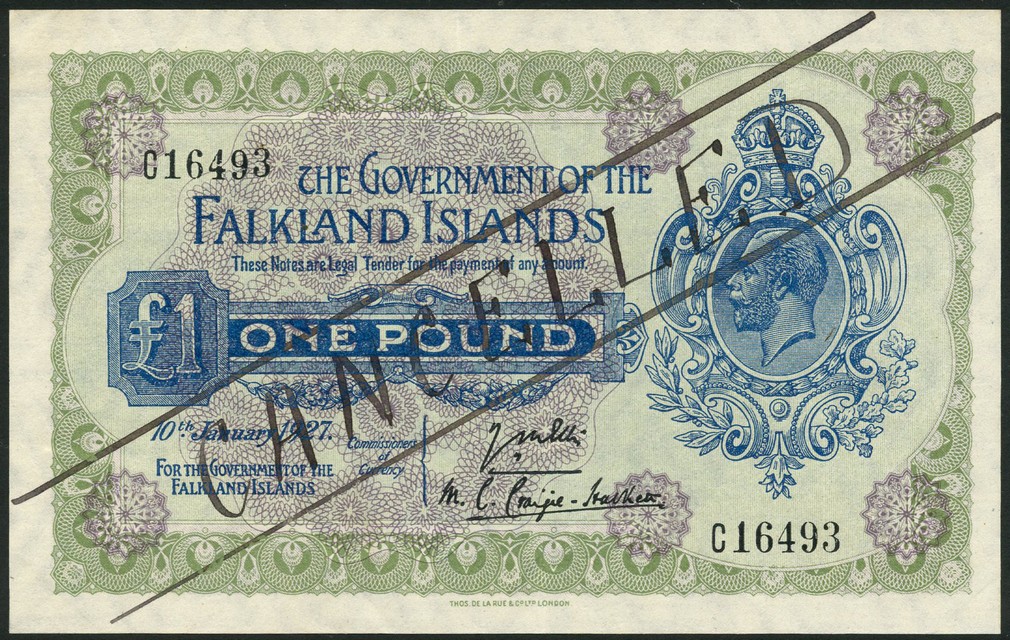 C16493
THE GOVERNMENT OF THE
FALKLAND ISLANDS
These Notes are Legal Tender for the payment of any amount.
£1
ONE POUND
CANCELLED
10th January, 1927.
Commissioners
of
Currency
FOR THE GOVERNMENT OF THE
FALKLAND ISLANDS
M. C. Craigie-Halkett
C16493
THOS. DE LA RUE & CO. LTD. LONDON